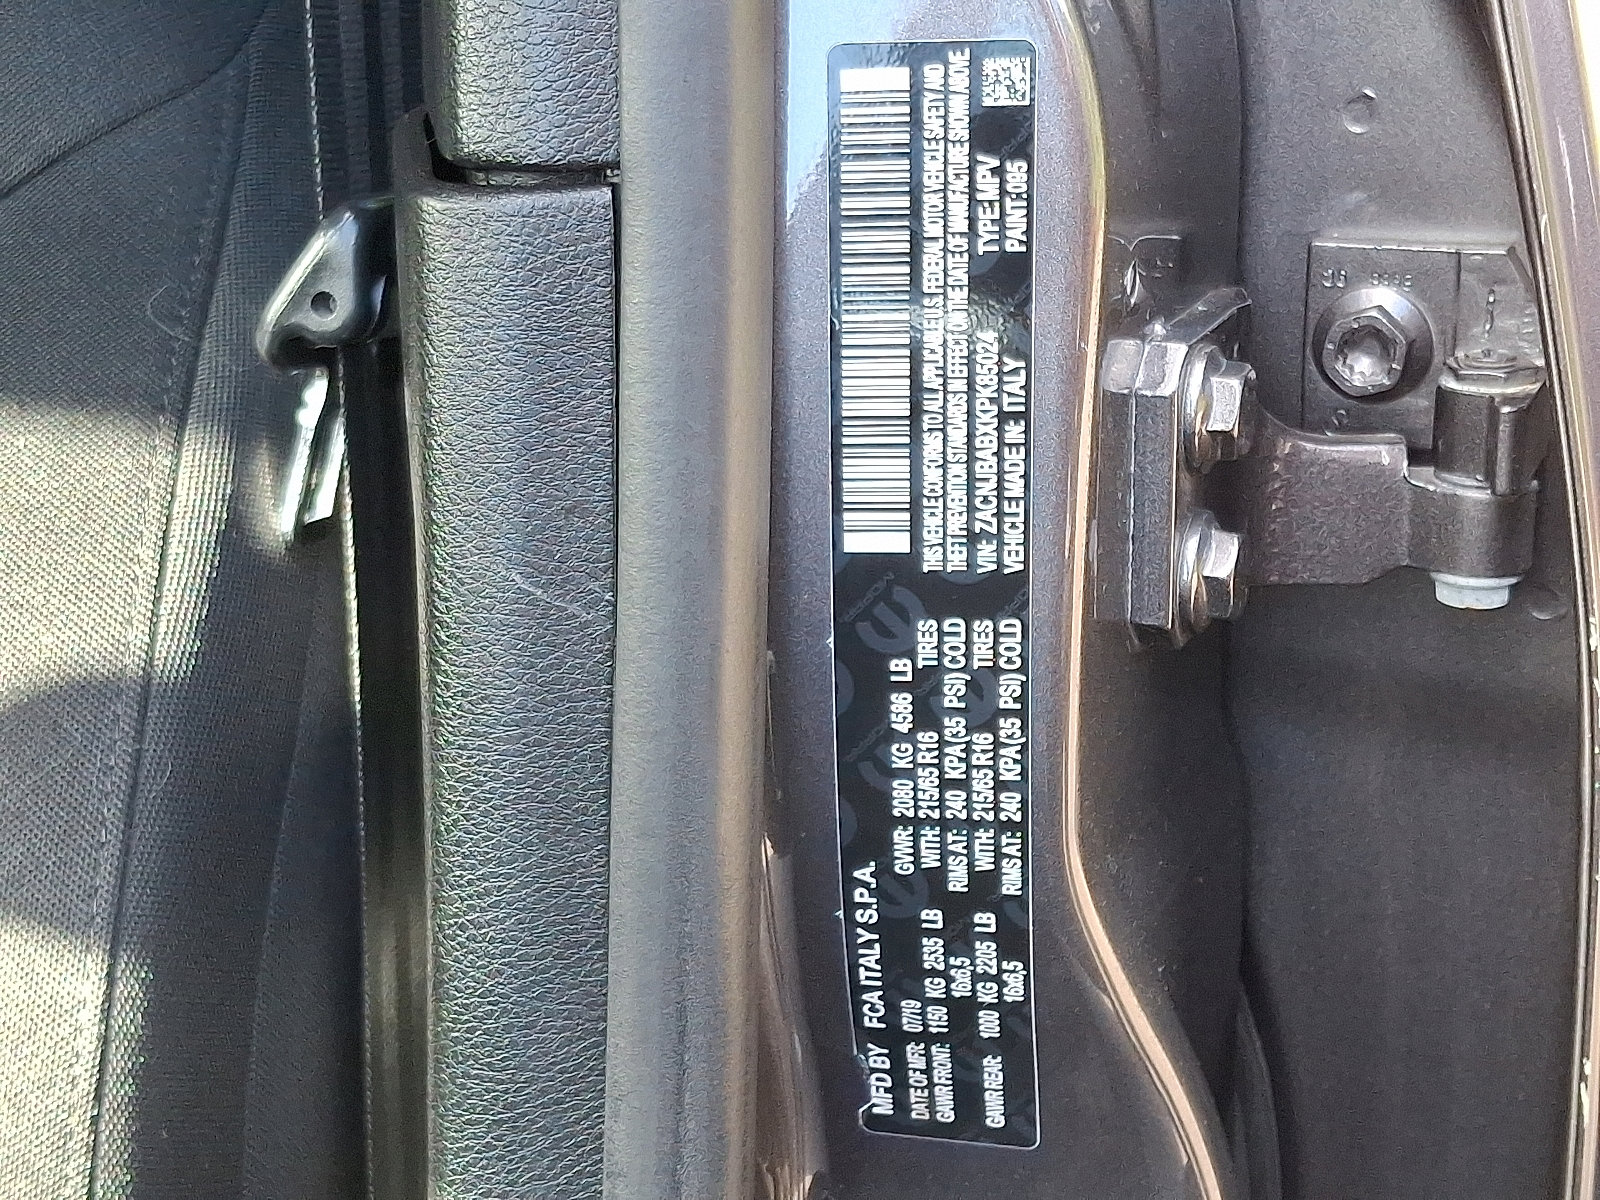 MFD BY FCA ITALY S.P.A.
DATE OF MFR: 07/19 GVWR: 2080 KG 4586 LB
GAWR FRONT: 1150 KG 2535 LB WITH: 215/65 R16 TIRES
16x6,5 RIMS AT: 240 KPA (35 PSI) COLD
GAWR REAR: 1000 KG 2205 LB WITH: 215/65 R16 TIRES
16x6,5 RIMS AT: 240 KPA (35 PSI) COLD
THIS VEHICLE CONFORMS TO ALL APPLICABLE U.S. FEDERAL MOTOR VEHICLE SAFETY AND
THEFT PREVENTION STANDARDS IN EFFECT ON THE DATE OF MANUFACTURE SHOWN ABOVE.
VIN: ZACNJBABXKPK85024 TYPE: MPV
VEHICLE MADE IN: ITALY PAINT: 095